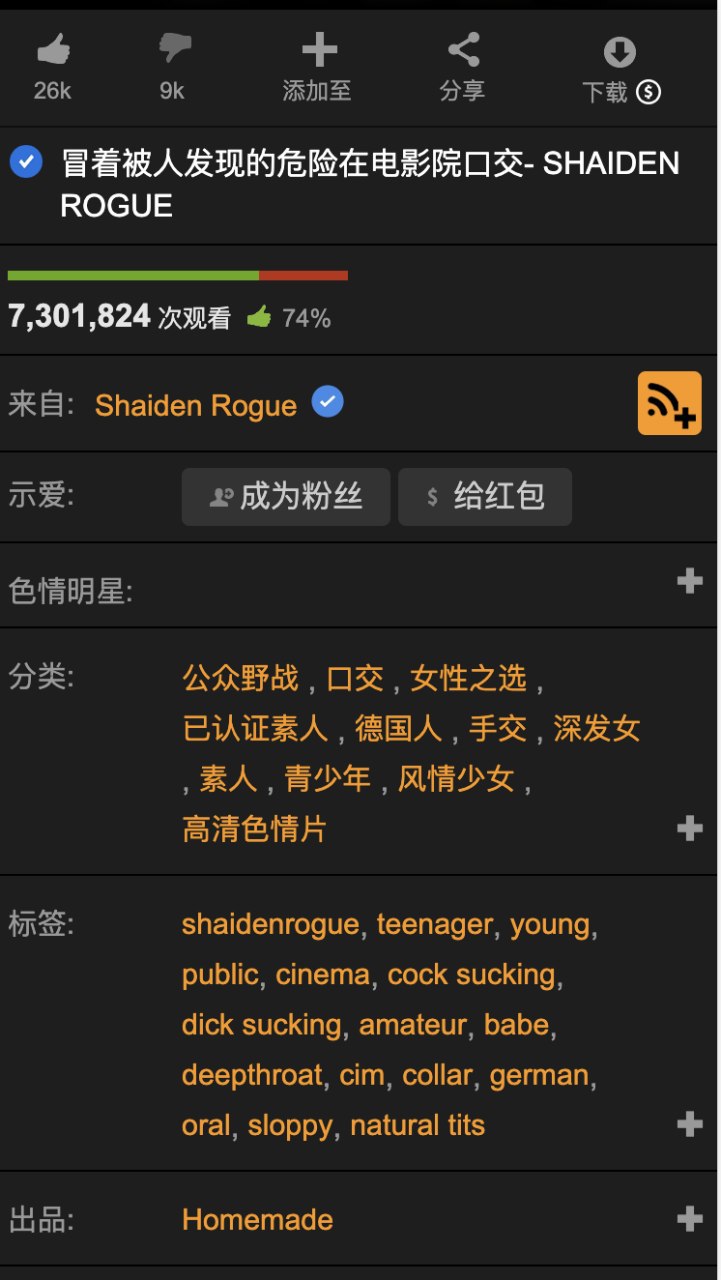 26k 9k 添加至 分享 下载
冒着被人发现的危险在电影院口交- SHAIDEN
ROGUE
7,301,824 次观看 74%
来自: Shaiden Rogue
示爱: 成为粉丝 $ 给红包
色情明星:
分类: 公众野战 , 口交 , 女性之选 ,
已认证素人 , 德国人 , 手交 , 深发女
, 素人 , 青少年 , 风情少女 ,
高清色情片
标签: shaidenrogue, teenager, young,
public, cinema, cock sucking,
dick sucking, amateur, babe,
deepthroat, cim, collar, german,
oral, sloppy, natural tits
出品: Homemade